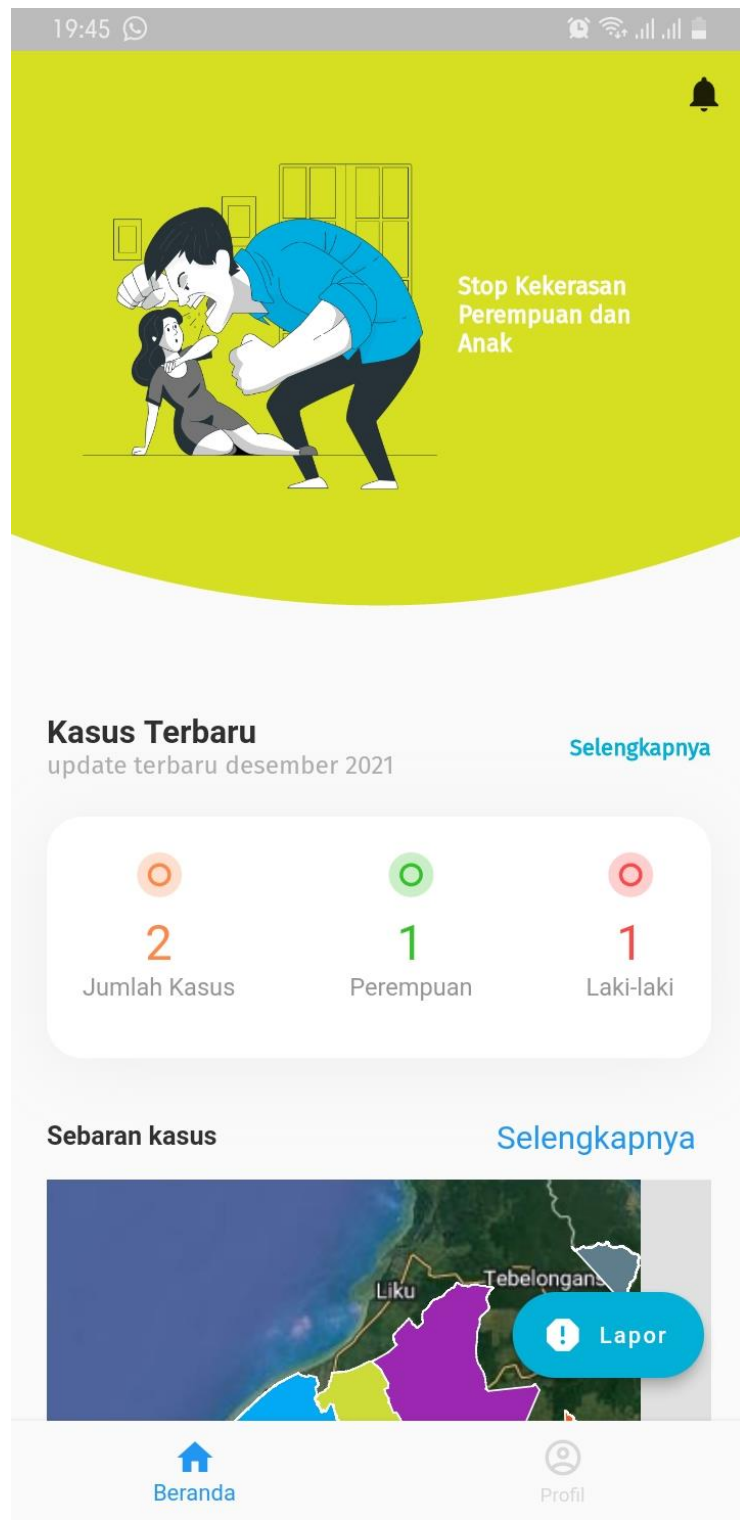 19:45
Stop Kekerasan
Perempuan dan
Anak
Kasus Terbaru
update terbaru desember 2021
Selengkapnya
2
1
1
Jumlah Kasus
Perempuan
Laki-laki
Sebaran kasus
Selengkapnya
Liku
Tebelongans
Lapor
Beranda
Profil